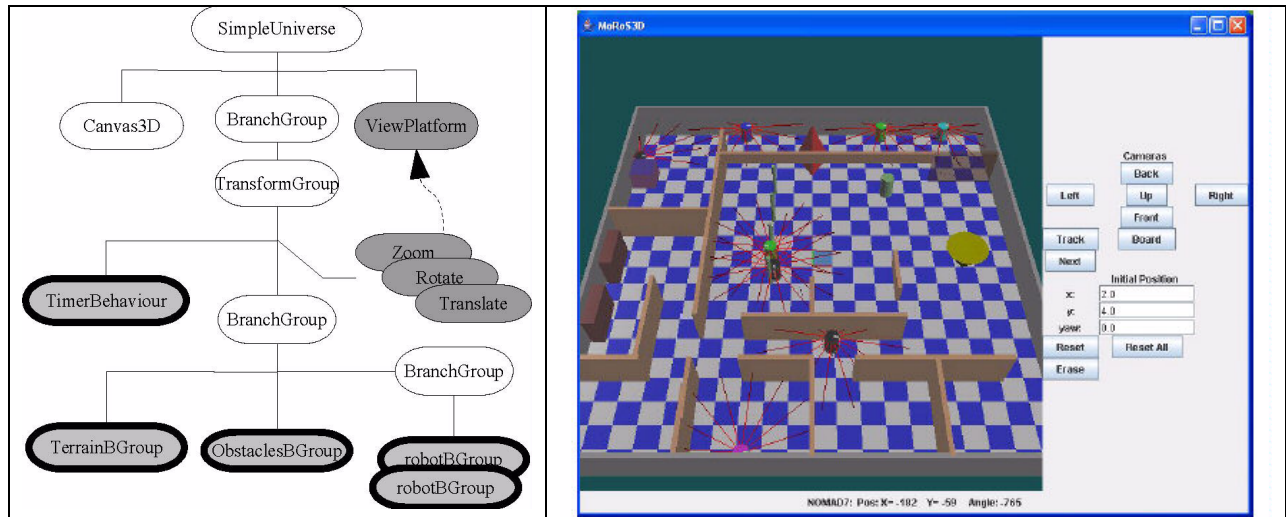 SimpleUniverse
Canvas3D
BranchGroup
ViewPlatform
TransformGroup
Zoom
Rotate
Translate
TimerBehaviour
BranchGroup
BranchGroup
TerrainBGroup
ObstaclesBGroup
robotBGroup
robotBGroup
MoRoS3D
Cameras
Back
Left
Up
Right
Front
Track
Board
Next
Initial Position
x: 2.0
y: 4.0
yaw: 0.0
Reset
Reset All
Erase
NOMAD7: Pos: X= -182 Y= -59 Angle: -765